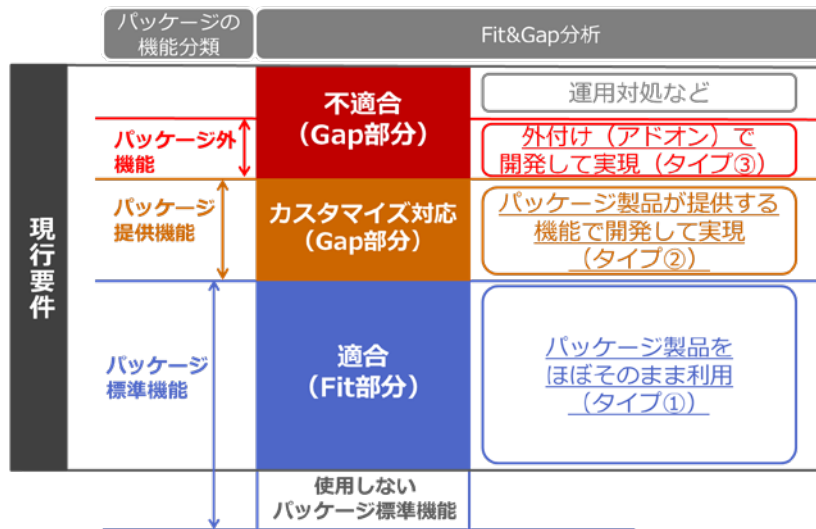 パッケージの
機能分類
Fit&Gap分析
現行要件
パッケージ外
機能
不適合
（Gap部分）
運用対処など
外付け（アドオン）で
開発して実現（タイプ③）
パッケージ
提供機能
カスタマイズ対応
（Gap部分）
パッケージ製品が提供する
機能で開発して実現
（タイプ②）
パッケージ
標準機能
適合
（Fit部分）
パッケージ製品を
ほぼそのまま利用
（タイプ①）
使用しない
パッケージ標準機能